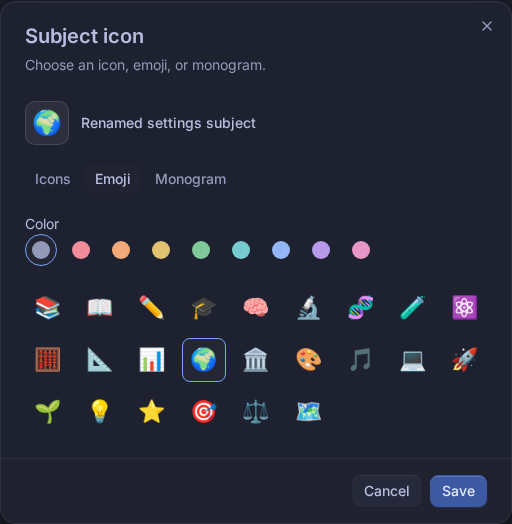 Subject icon
Choose an icon, emoji, or monogram.
Renamed settings subject
Icons Emoji Monogram
Color
Cancel Save